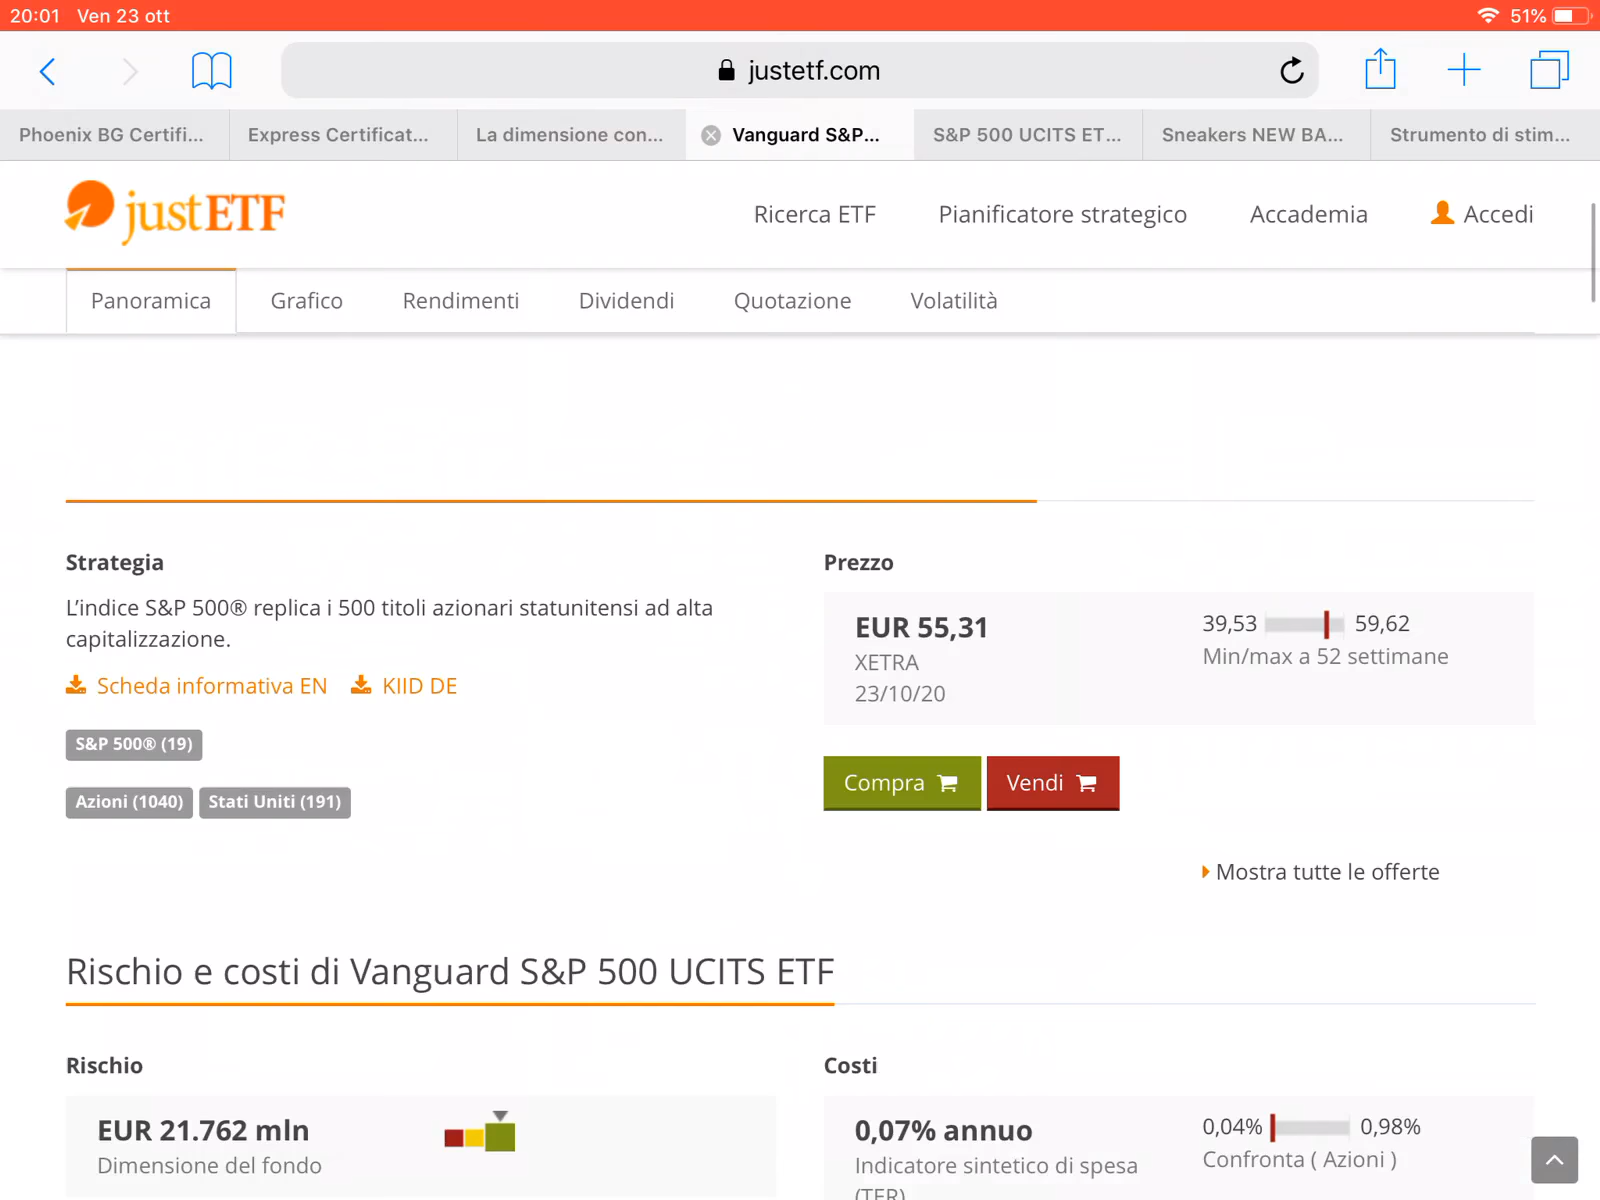 20:01 Ven 23 ott 51%
justetf.com
Phoenix BG Certifi... Express Certificat... La dimensione con... Vanguard S&P... S&P 500 UCITS ET... Sneakers NEW BA... Strumento di stim...
justETF Ricerca ETF Pianificatore strategico Accademia Accedi
Panoramica Grafico Rendimenti Dividendi Quotazione Volatilità
Strategia
L'indice S&P 500® replica i 500 titoli azionari statunitensi ad alta
capitalizzazione.
Scheda informativa EN KIID DE
S&P 500® (19)
Azioni (1040) Stati Uniti (191)
Prezzo
EUR 55,31
XETRA
23/10/20
39,53 59,62
Min/max a 52 settimane
Compra Vendi
Mostra tutte le offerte
Rischio e costi di Vanguard S&P 500 UCITS ETF
Rischio
EUR 21.762 mln
Dimensione del fondo
Costi
0,07% annuo
Indicatore sintetico di spesa
(TER)
0,04% 0,98%
Confronta ( Azioni )